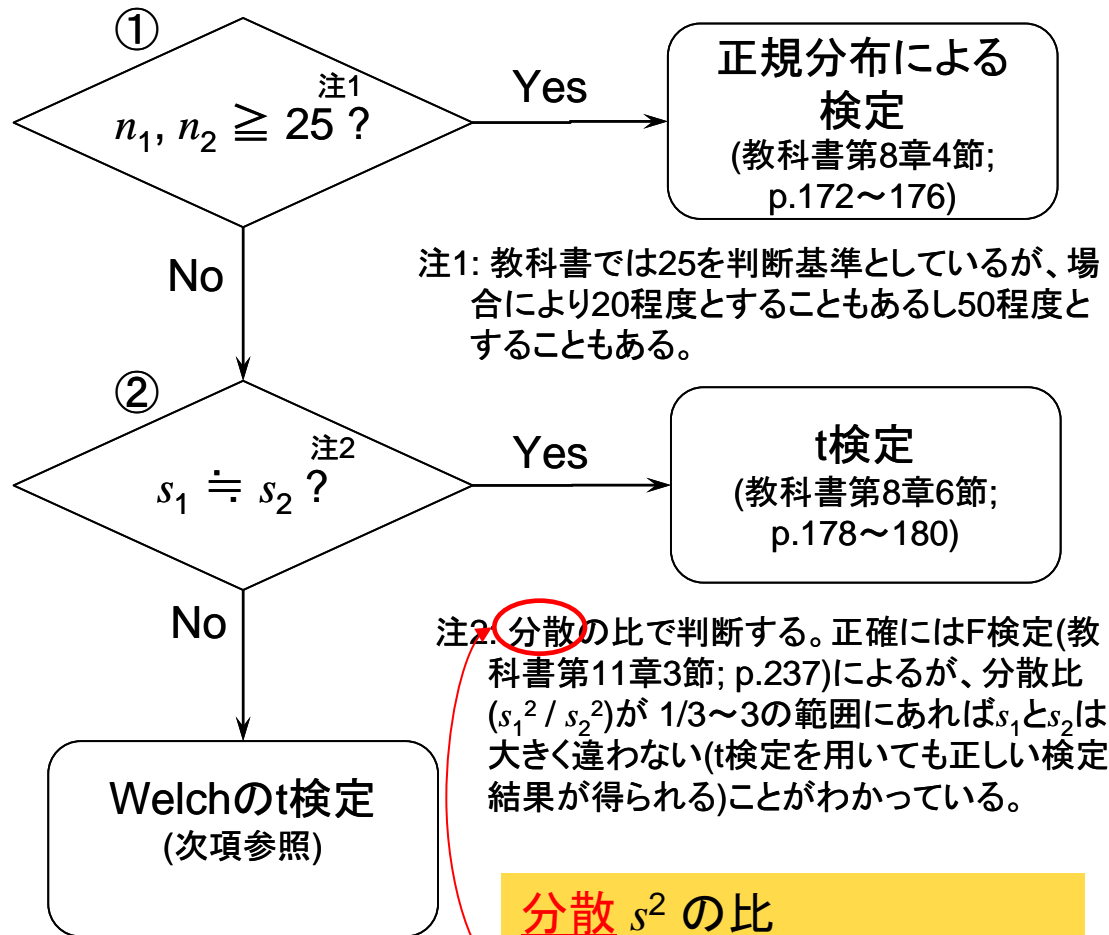 ①
注1
n₁, n₂ ≧ 25 ?
Yes
正規分布による
検定
(教科書第8章4節;
p.172～176)
No
注1: 教科書では25を判断基準としているが、場
合により20程度とすることもあるし50程度と
することもある。
②
注2
s₁ ≒ s₂ ?
Yes
t検定
(教科書第8章6節;
p.178～180)
No
注2: 分散の比で判断する。正確にはF検定(教
科書第11章3節; p.237)によるが、分散比
(s₁² / s₂²)が 1/3～3の範囲にあればs₁とs₂は
大きく違わない(t検定を用いても正しい検定
結果が得られる)ことがわかっている。
Welchのt検定
(次項参照)
分散 s² の比